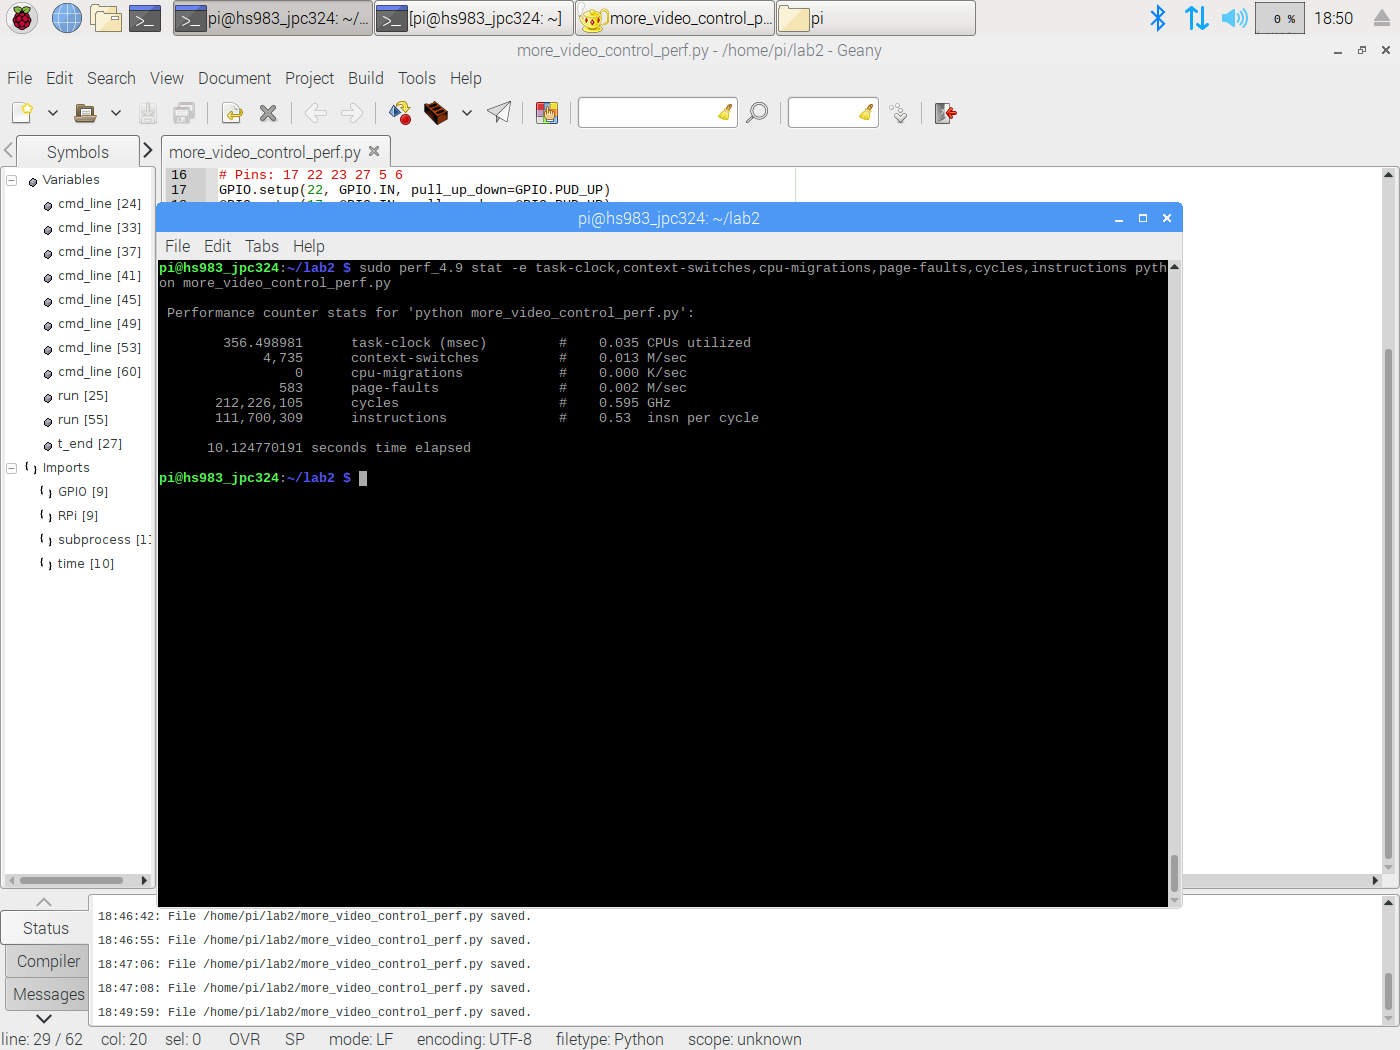 pi@hs983_jpc324: ~/...
[pi@hs983_jpc324: ~]
more_video_control_p...
pi
0 %
18:50
more_video_control_perf.py - /home/pi/lab2 - Geany
File Edit Search View Document Project Build Tools Help
Symbols
more_video_control_perf.py
Variables
cmd_line [24]
cmd_line [33]
cmd_line [37]
cmd_line [41]
cmd_line [45]
cmd_line [49]
cmd_line [53]
cmd_line [60]
run [25]
run [55]
t_end [27]
Imports
GPIO [9]
RPi [9]
subprocess [11
time [10]
16 # Pins: 17 22 23 27 5 6
17 GPIO.setup(22, GPIO.IN, pull_up_down=GPIO.PUD_UP)
pi@hs983_jpc324: ~/lab2
File Edit Tabs Help
pi@hs983_jpc324:~/lab2 $ sudo perf_4.9 stat -e task-clock,context-switches,cpu-migrations,page-faults,cycles,instructions pyth
on more_video_control_perf.py
Performance counter stats for 'python more_video_control_perf.py':
356.498981 task-clock (msec) # 0.035 CPUs utilized
4,735 context-switches # 0.013 M/sec
0 cpu-migrations # 0.000 K/sec
583 page-faults # 0.002 M/sec
212,226,105 cycles # 0.595 GHz
111,700,309 instructions # 0.53 insn per cycle
10.124770191 seconds time elapsed
pi@hs983_jpc324:~/lab2 $
Status
Compiler
Messages
18:46:42: File /home/pi/lab2/more_video_control_perf.py saved.
18:46:55: File /home/pi/lab2/more_video_control_perf.py saved.
18:47:06: File /home/pi/lab2/more_video_control_perf.py saved.
18:47:08: File /home/pi/lab2/more_video_control_perf.py saved.
18:49:59: File /home/pi/lab2/more_video_control_perf.py saved.
line: 29 / 62 col: 20 sel: 0 OVR SP mode: LF encoding: UTF-8 filetype: Python scope: unknown